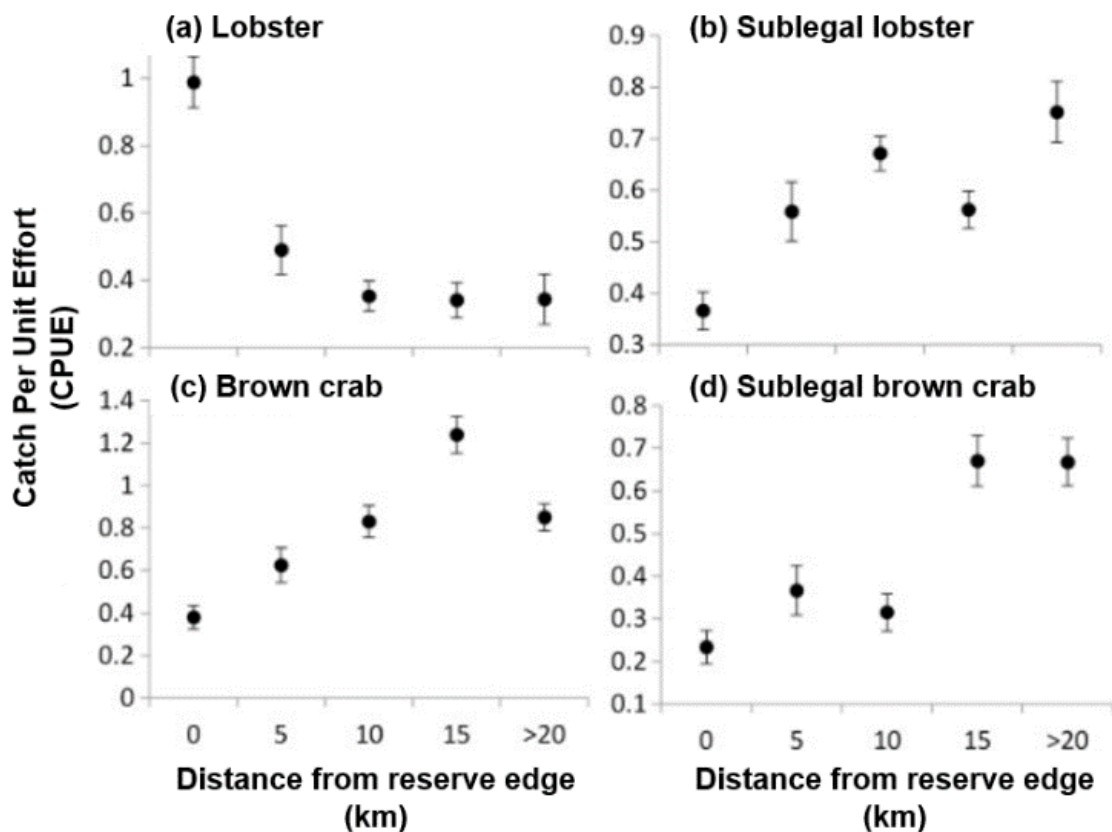 (a) Lobster
1
0.8
0.6
0.4
0.2
(b) Sublegal lobster
0.9
0.8
0.7
0.6
0.5
0.4
0.3
Catch Per Unit Effort
(CPUE)
(c) Brown crab
1.4
1.2
1
0.8
0.6
0.4
0.2
0
0 5 10 15 >20
Distance from reserve edge
(km)
(d) Sublegal brown crab
0.8
0.7
0.6
0.5
0.4
0.3
0.2
0.1
0 5 10 15 >20
Distance from reserve edge
(km)